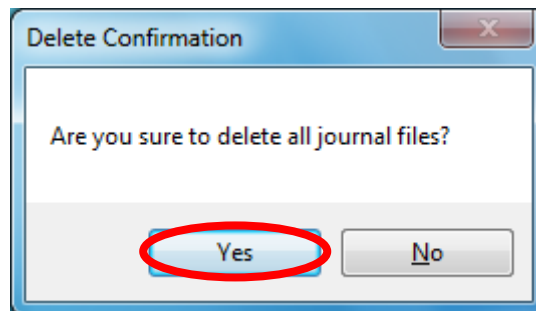 Delete Confirmation
Are you sure to delete all journal files?
Yes
No